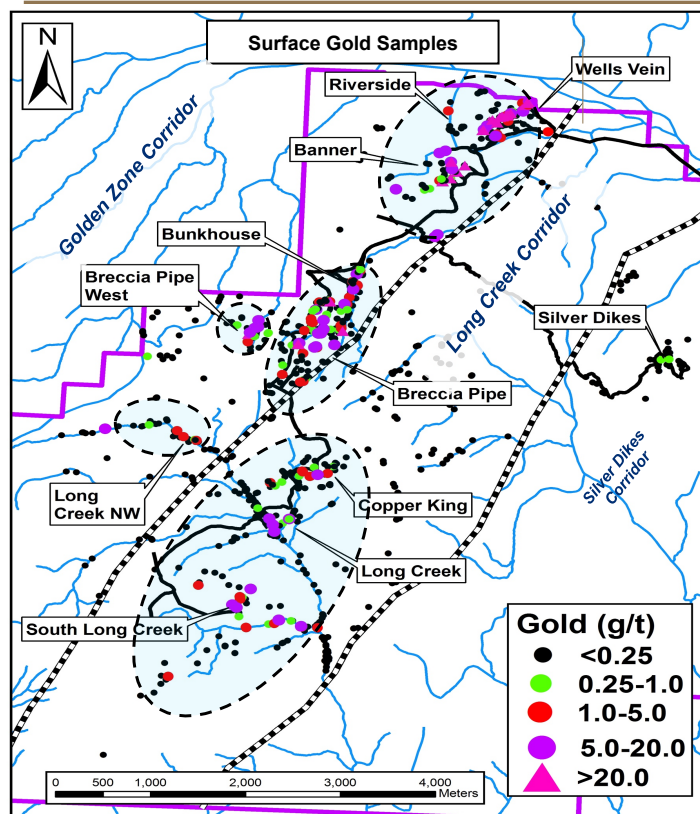 N
Surface Gold Samples
Wells Vein
Riverside
Banner
Golden Zone Corridor
Bunkhouse
Breccia Pipe
West
Long Creek Corridor
Silver Dikes
Breccia Pipe
Silver Dikes
Corridor
Long
Creek NW
Copper King
Long Creek
South Long Creek
Gold (g/t)
<0.25
0.25-1.0
1.0-5.0
5.0-20.0
>20.0
0 500 1,000 2,000 3,000 4,000
Meters